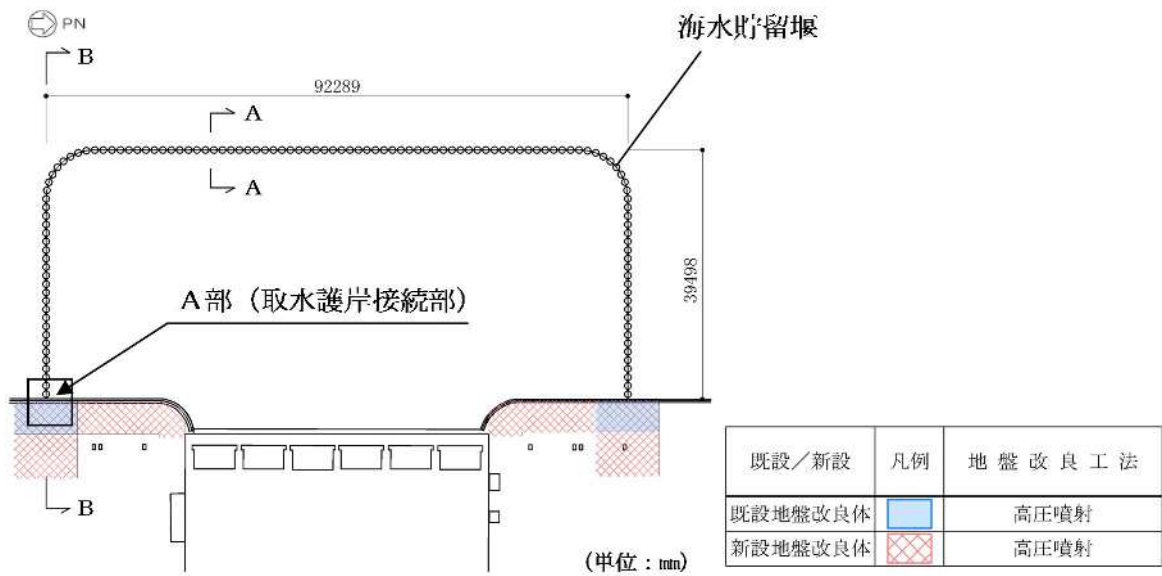 PN
海水貯留堰
B
92289
A
A
39498
A部（取水護岸接続部）
B
(単位：mm)
既設／新設 凡例 地盤改良工法
既設地盤改良体 高圧噴射
新設地盤改良体 高圧噴射